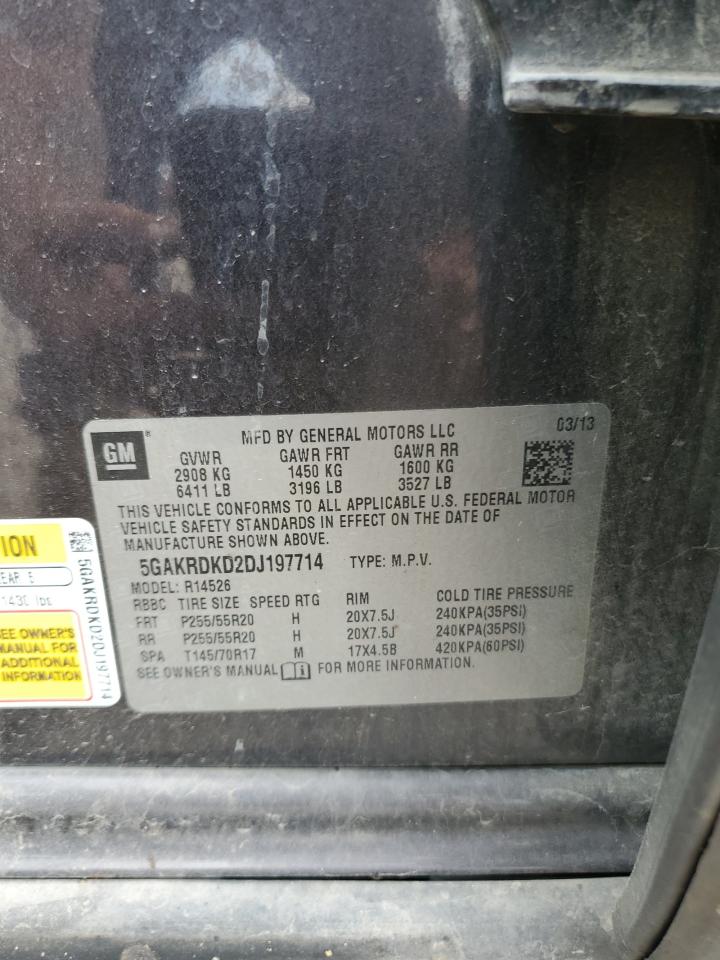 GM
MFD BY GENERAL MOTORS LLC 03/13
GVWR GAWR FRT GAWR RR
2908 KG 1450 KG 1600 KG
6411 LB 3196 LB 3527 LB
THIS VEHICLE CONFORMS TO ALL APPLICABLE U.S. FEDERAL MOTOR
VEHICLE SAFETY STANDARDS IN EFFECT ON THE DATE OF
MANUFACTURE SHOWN ABOVE.
5GAKRDKD2DJ197714 TYPE: M.P.V.
MODEL: R14526
RBBC TIRE SIZE SPEED RTG RIM COLD TIRE PRESSURE
FRT P255/55R20 H 20X7.5J 240KPA(35PSI)
RR P255/55R20 H 20X7.5J 240KPA(35PSI)
SPA T145/70R17 M 17X4.5B 420KPA(60PSI)
SEE OWNER'S MANUAL FOR MORE INFORMATION.
TION
EAR
SEE OWNER'S
MANUAL FOR
ADDITIONAL
INFORMATION
5GAKRDKD2DJ197714